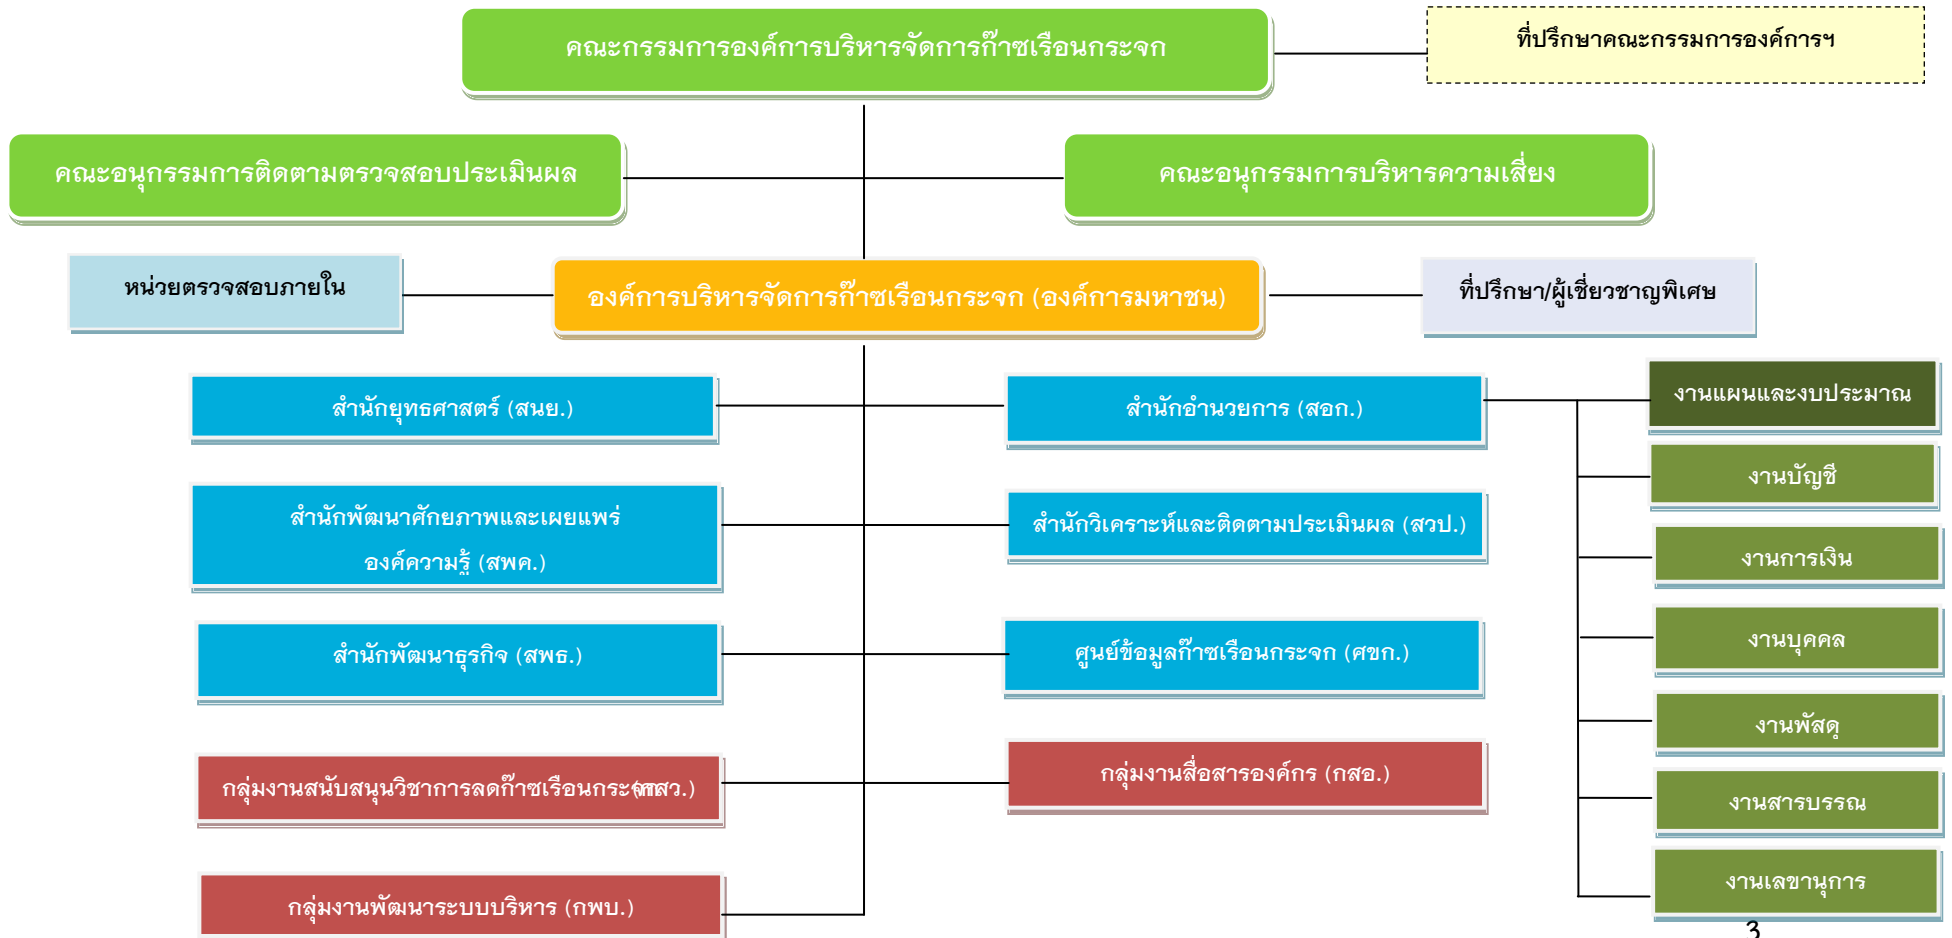 คณะกรรมการองค์การบริหารจัดการก๊าซเรือนกระจก
ที่ปรึกษาคณะกรรมการองค์การฯ
คณะอนุกรรมการติดตามตรวจสอบประเมินผล
คณะอนุกรรมการบริหารความเสี่ยง
หน่วยตรวจสอบภายใน
องค์การบริหารจัดการก๊าซเรือนกระจก (องค์การมหาชน)
ที่ปรึกษา/ผู้เชี่ยวชาญพิเศษ
สำนักยุทธศาสตร์ (สนย.)
สำนักอำนวยการ (สอก.)
งานแผนและงบประมาณ
งานบัญชี
สำนักพัฒนาศักยภาพและเผยแพร่
องค์ความรู้ (สพค.)
สำนักวิเคราะห์และติดตามประเมินผล (สวป.)
งานการเงิน
งานบุคคล
สำนักพัฒนาธุรกิจ (สพธ.)
ศูนย์ข้อมูลก๊าซเรือนกระจก (ศขก.)
งานพัสดุ
กลุ่มงานสนับสนุนวิชาการลดก๊าซเรือนกระจก (กสว.)
กลุ่มงานสื่อสารองค์กร (กสอ.)
งานสารบรรณ
งานเลขานุการ
กลุ่มงานพัฒนาระบบบริหาร (กพบ.)
3